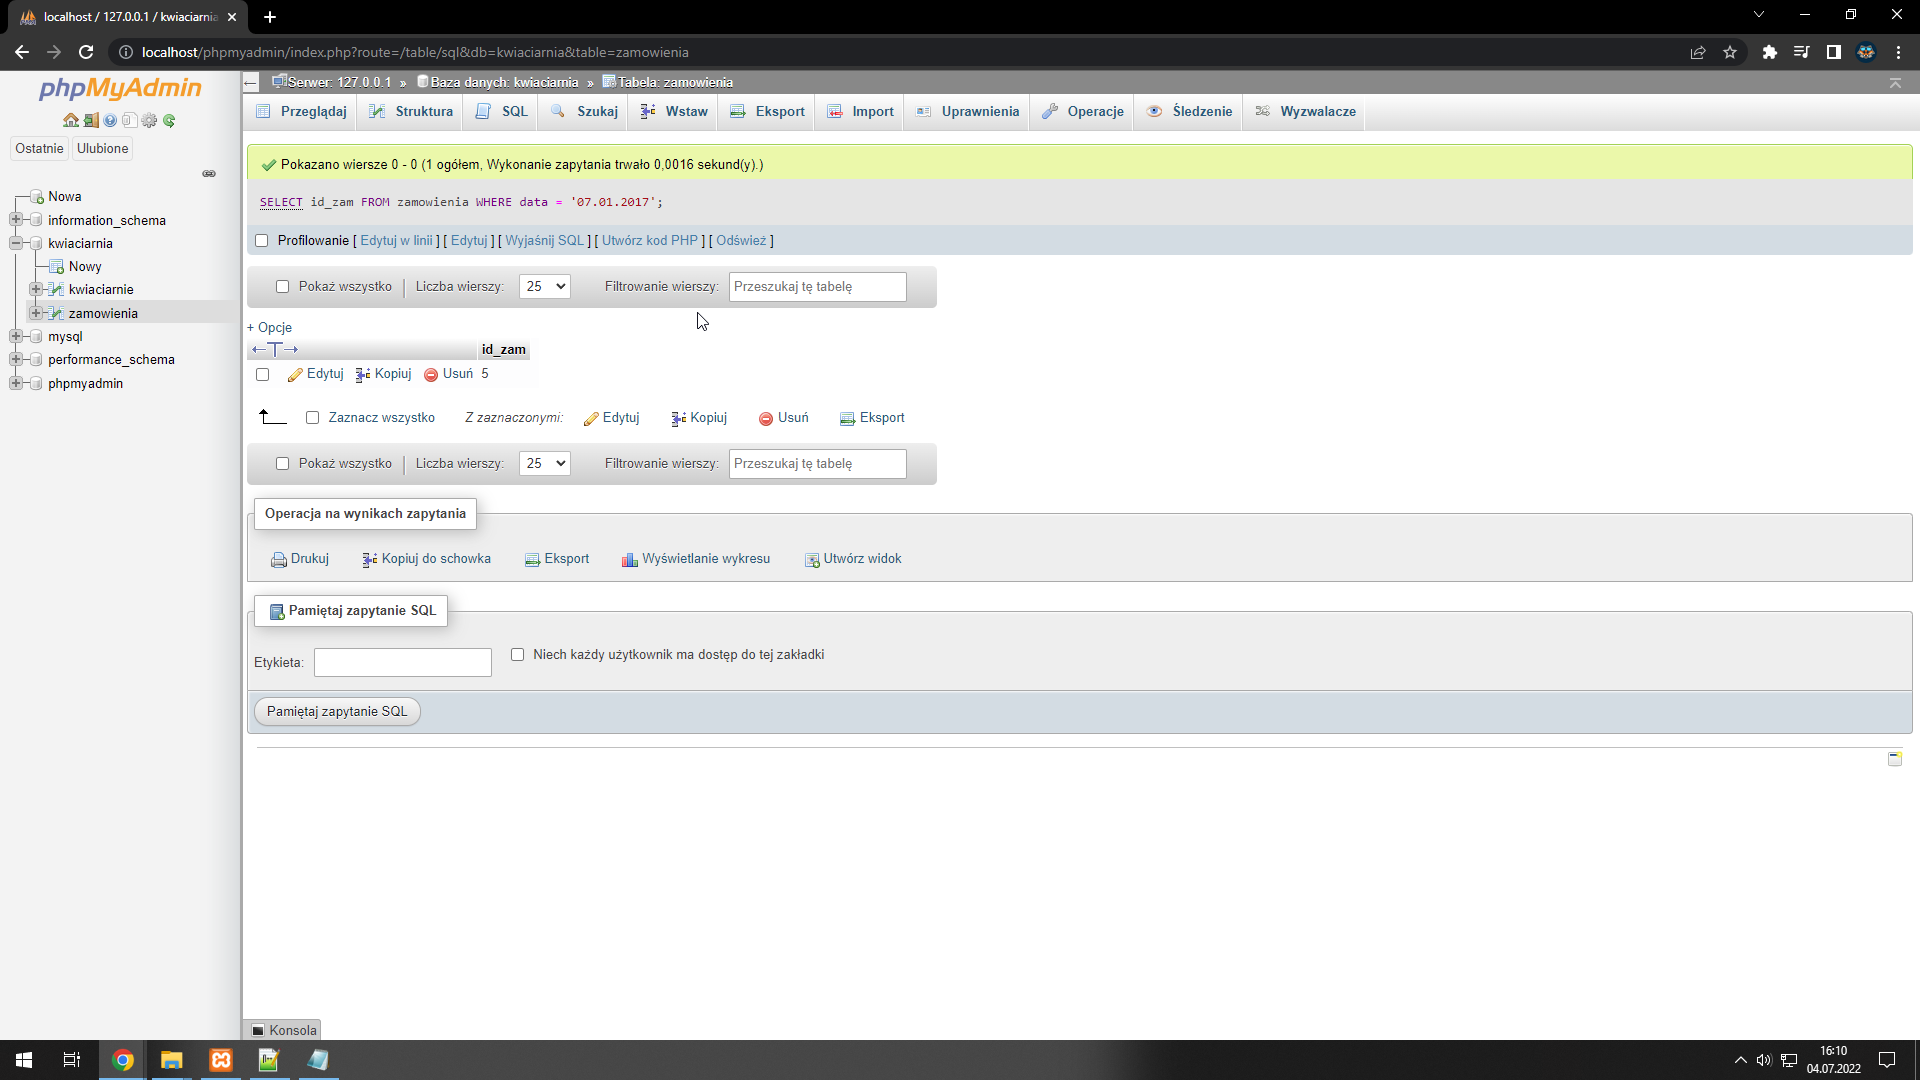 localhost / 127.0.0.1 / kwiaciarnia
localhost/phpmyadmin/index.php?route=/table/sql&db=kwiaciarnia&table=zamowienia
phpMyAdmin
Ostatnie Ulubione
Nowa
information_schema
kwiaciarnia
Nowy
kwiaciarnie
zamowienia
mysql
performance_schema
phpmyadmin
Serwer: 127.0.0.1 » Baza danych: kwiaciarnia » Tabela: zamowienia
Przeglądaj Struktura SQL Szukaj Wstaw Eksport Import Uprawnienia Operacje Śledzenie Wyzwalacze
Pokazano wiersze 0 - 0 (1 ogółem, Wykonanie zapytania trwało 0,0016 sekund(y).)
SELECT id_zam FROM zamowienia WHERE data = '07.01.2017';
Profilowanie [ Edytuj w linii ] [ Edytuj ] [ Wyjaśnij SQL ] [ Utwórz kod PHP ] [ Odśwież ]
Pokaż wszystko | Liczba wierszy: 25 Filtrowanie wierszy: Przeszukaj tę tabelę
+ Opcje
←T→ id_zam
Edytuj Kopiuj Usuń 5
Zaznacz wszystko Z zaznaczonymi: Edytuj Kopiuj Usuń Eksport
Pokaż wszystko | Liczba wierszy: 25 Filtrowanie wierszy: Przeszukaj tę tabelę
Operacja na wynikach zapytania
Drukuj Kopiuj do schowka Eksport Wyświetlanie wykresu Utwórz widok
Pamiętaj zapytanie SQL
Etykieta: Niech każdy użytkownik ma dostęp do tej zakładki
Pamiętaj zapytanie SQL
Konsola
16:10
04.07.2022